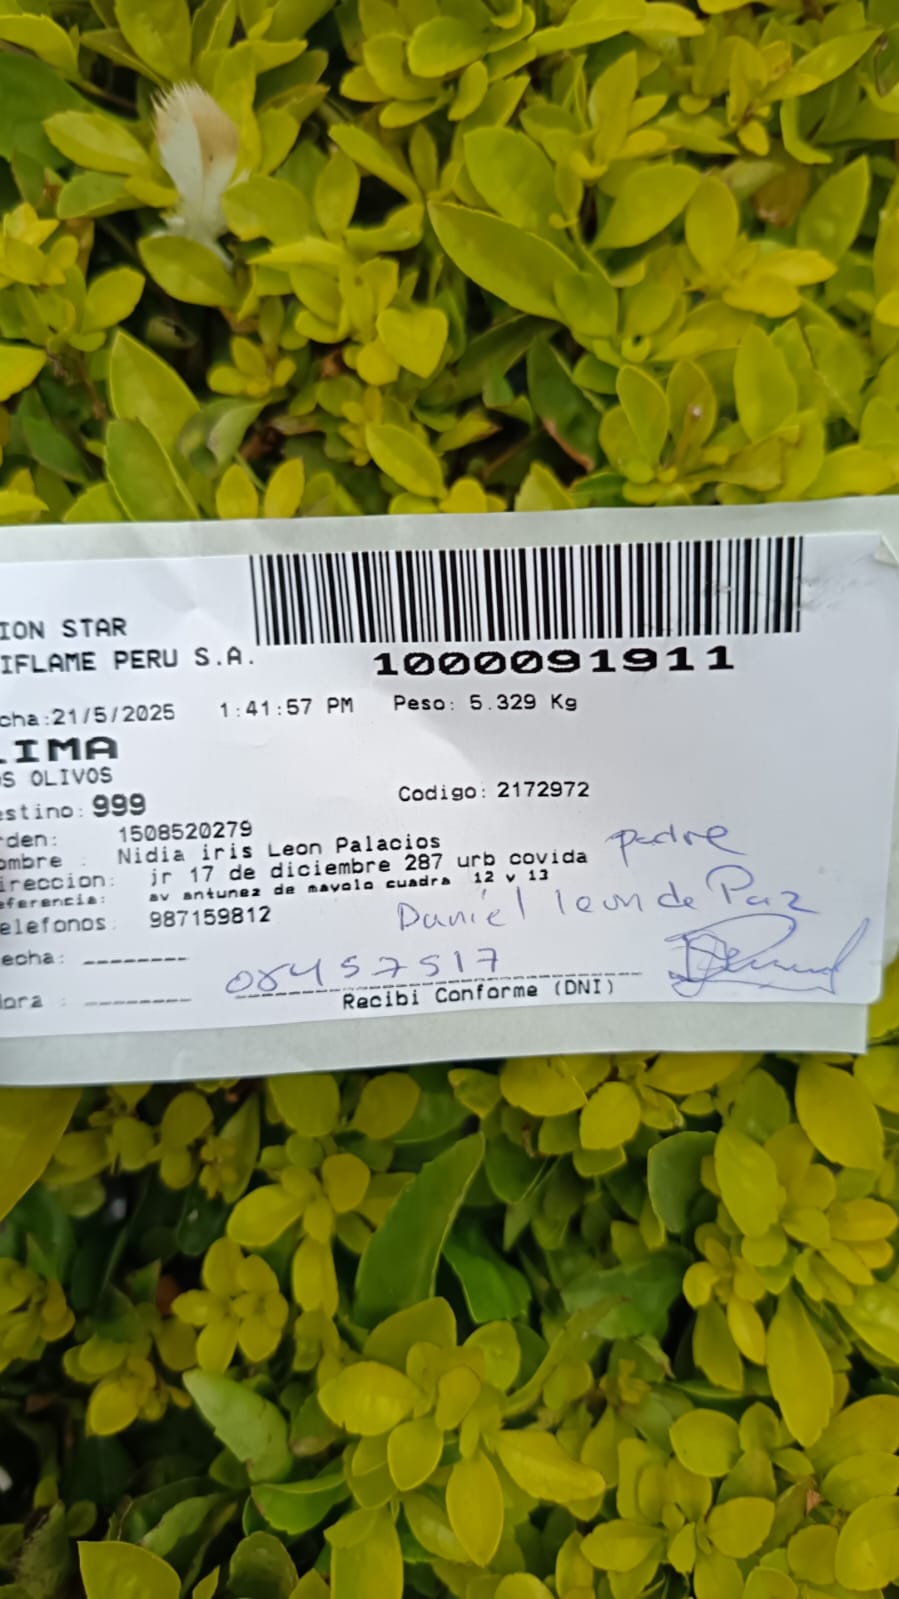 ION STAR
IFLAME PERU S.A.
1000091911
cha:21/5/2025 1:41:57 PM Peso: 5.329 Kg
LIMA
OS OLIVOS
estino: 999 Codigo: 2172972
rden: 1508520279
ombre : Nidia iris Leon Palacios
ireccion: jr 17 de diciembre 287 urb covida
eferencia: av antunez de mayolo cuadra 12 y 13
elefonos: 987159812
padre
Daniel leon de Paz
echa: --------
08457517
lora : --------
Recibi Conforme (DNI)